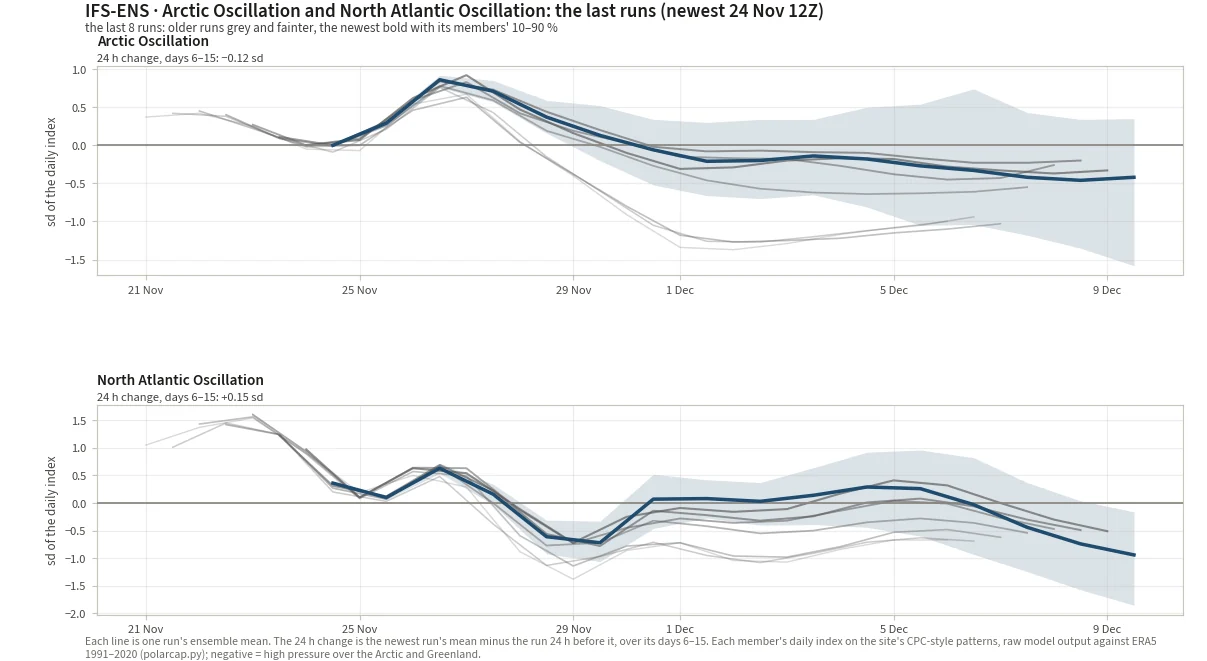 IFS-ENS · Arctic Oscillation and North Atlantic Oscillation: the last runs (newest 24 Nov 12Z)
the last 8 runs: older runs grey and fainter, the newest bold with its members' 10–90 %
Arctic Oscillation
24 h change, days 6–15: −0.12 sd
1.0
0.5
0.0
−0.5
−1.0
−1.5
sd of the daily index
21 Nov 25 Nov 29 Nov 1 Dec 5 Dec 9 Dec
North Atlantic Oscillation
24 h change, days 6–15: +0.15 sd
1.5
1.0
0.5
0.0
−0.5
−1.0
−1.5
−2.0
sd of the daily index
21 Nov 25 Nov 29 Nov 1 Dec 5 Dec 9 Dec
Each line is one run's ensemble mean. The 24 h change is the newest run's mean minus the run 24 h before it, over its days 6–15. Each member's daily index on the site's CPC-style patterns, raw model output against ERA5
1991–2020 (polarcap.py); negative = high pressure over the Arctic and Greenland.